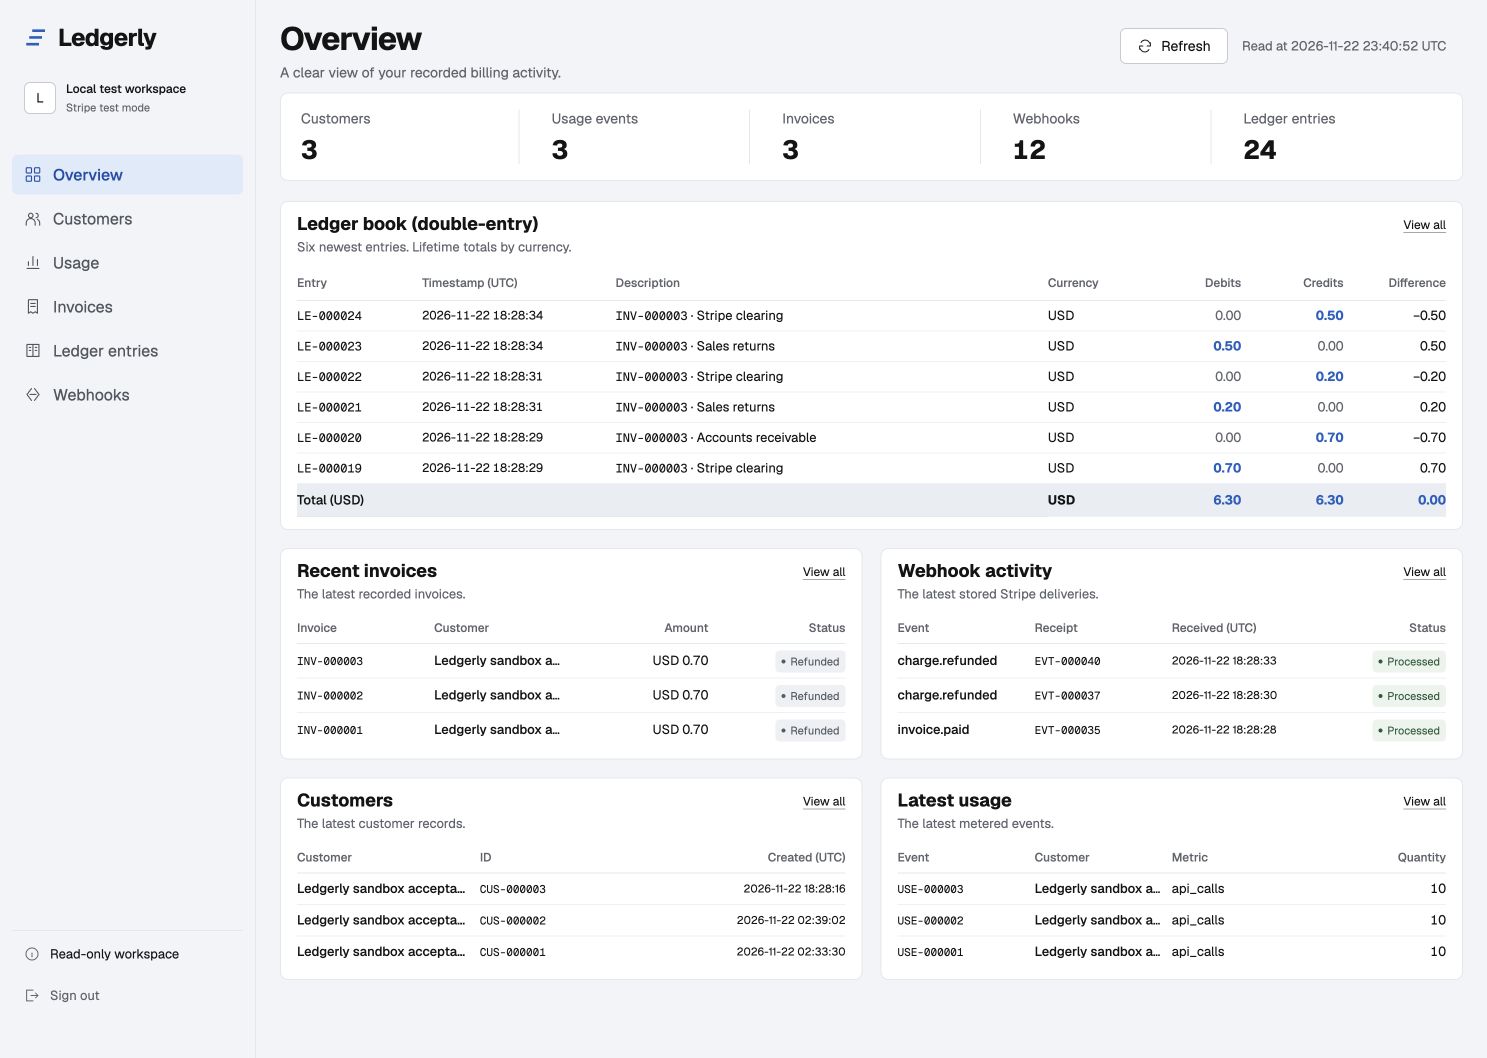 Ledgerly
L
Local test workspace
Stripe test mode
Overview
Customers
Usage
Invoices
Ledger entries
Webhooks
Read-only workspace
Sign out
Overview
A clear view of your recorded billing activity.
Refresh
Read at 2026-11-22 23:40:52 UTC
Customers Usage events Invoices Webhooks Ledger entries
3 3 3 12 24
Ledger book (double-entry)
View all
Six newest entries. Lifetime totals by currency.
Entry Timestamp (UTC) Description Currency Debits Credits Difference
LE-000024 2026-11-22 18:28:34 INV-000003 · Stripe clearing USD 0.00 0.50 −0.50
LE-000023 2026-11-22 18:28:34 INV-000003 · Sales returns USD 0.50 0.00 0.50
LE-000022 2026-11-22 18:28:31 INV-000003 · Stripe clearing USD 0.00 0.20 −0.20
LE-000021 2026-11-22 18:28:31 INV-000003 · Sales returns USD 0.20 0.00 0.20
LE-000020 2026-11-22 18:28:29 INV-000003 · Accounts receivable USD 0.00 0.70 −0.70
LE-000019 2026-11-22 18:28:29 INV-000003 · Stripe clearing USD 0.70 0.00 0.70
Total (USD) USD 6.30 6.30 0.00
Recent invoices
View all
The latest recorded invoices.
Invoice Customer Amount Status
INV-000003 Ledgerly sandbox a... USD 0.70 • Refunded
INV-000002 Ledgerly sandbox a... USD 0.70 • Refunded
INV-000001 Ledgerly sandbox a... USD 0.70 • Refunded
Webhook activity
View all
The latest stored Stripe deliveries.
Event Receipt Received (UTC) Status
charge.refunded EVT-000040 2026-11-22 18:28:33 • Processed
charge.refunded EVT-000037 2026-11-22 18:28:30 • Processed
invoice.paid EVT-000035 2026-11-22 18:28:28 • Processed
Customers
View all
The latest customer records.
Customer ID Created (UTC)
Ledgerly sandbox accepta... CUS-000003 2026-11-22 18:28:16
Ledgerly sandbox accepta... CUS-000002 2026-11-22 02:39:02
Ledgerly sandbox accepta... CUS-000001 2026-11-22 02:33:30
Latest usage
View all
The latest metered events.
Event Customer Metric Quantity
USE-000003 Ledgerly sandbox a... api_calls 10
USE-000002 Ledgerly sandbox a... api_calls 10
USE-000001 Ledgerly sandbox a... api_calls 10